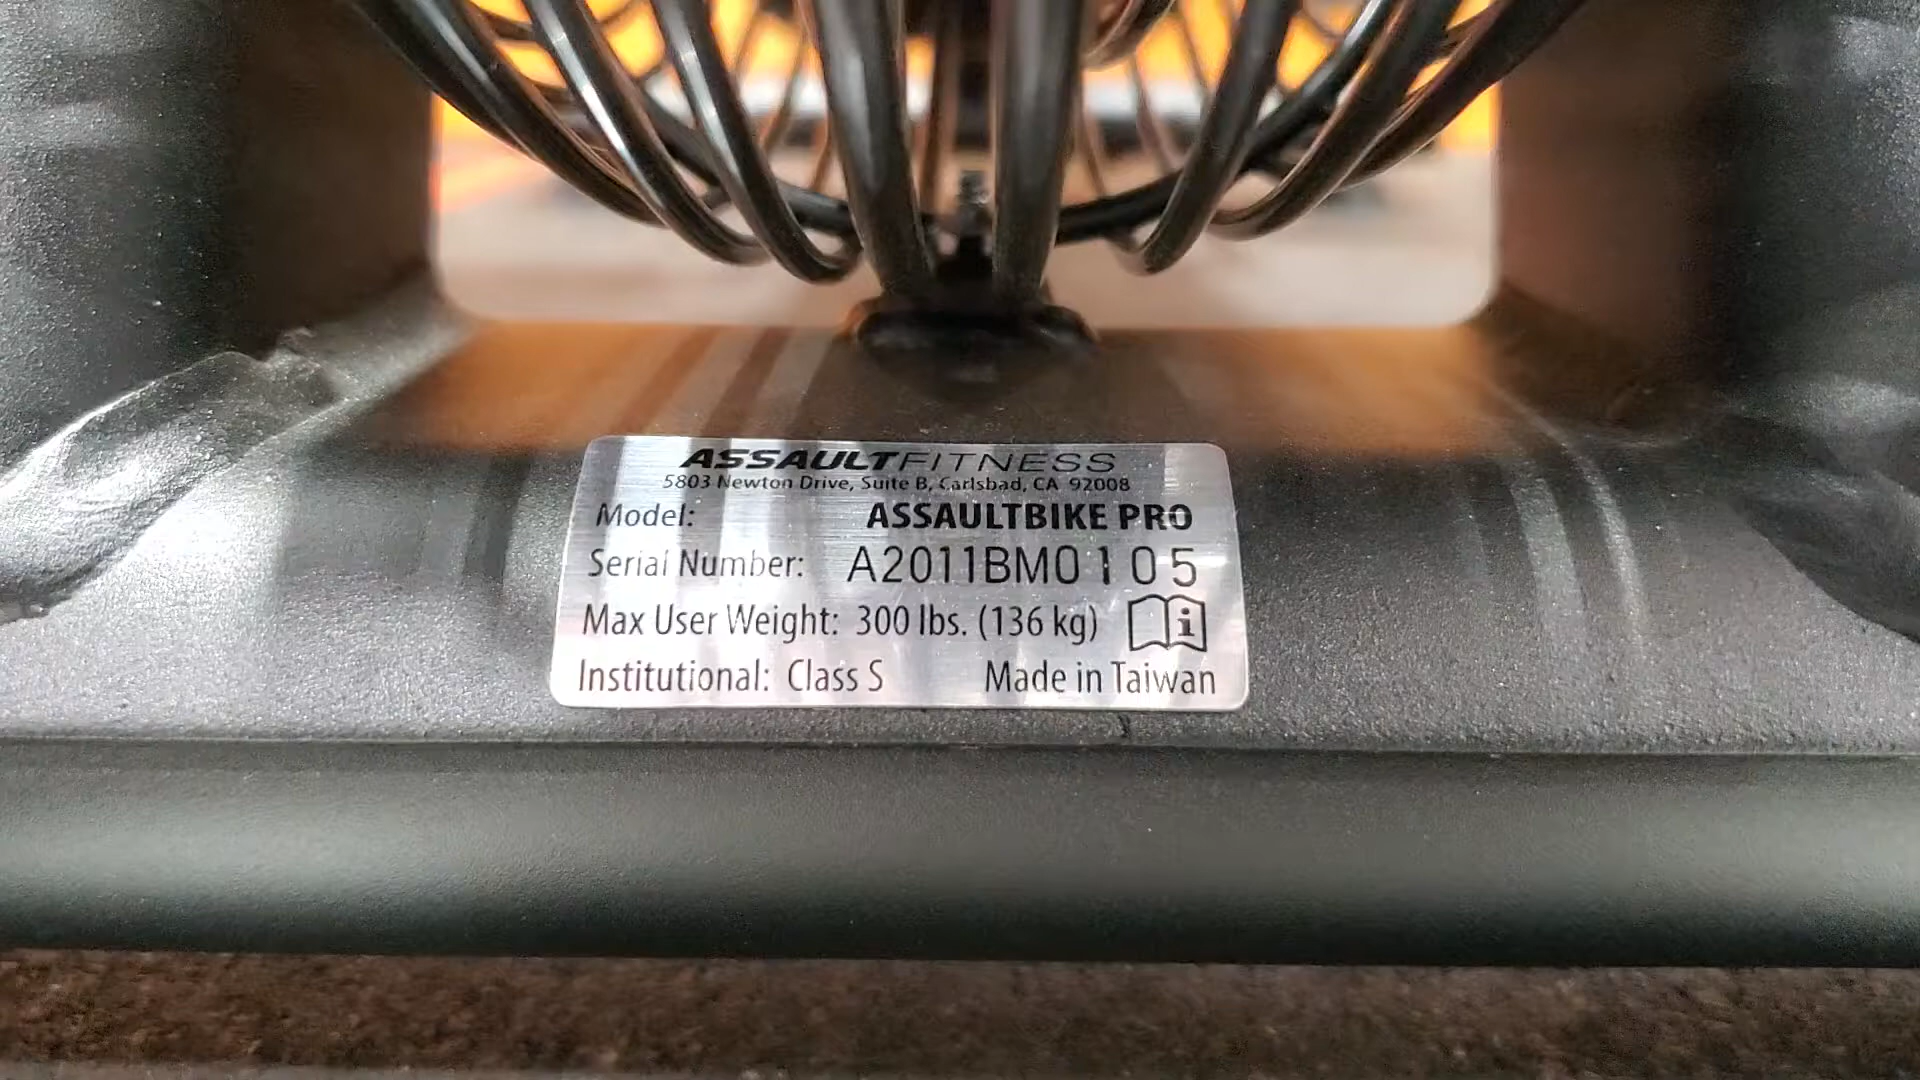 ASSAULTFITNESS
5803 Newton Drive, Suite B, Carlsbad, CA 92008
Model: ASSAULTBIKE PRO
Serial Number: A2011BM0105
Max User Weight: 300 lbs. (136 kg)
Institutional: Class S Made in Taiwan